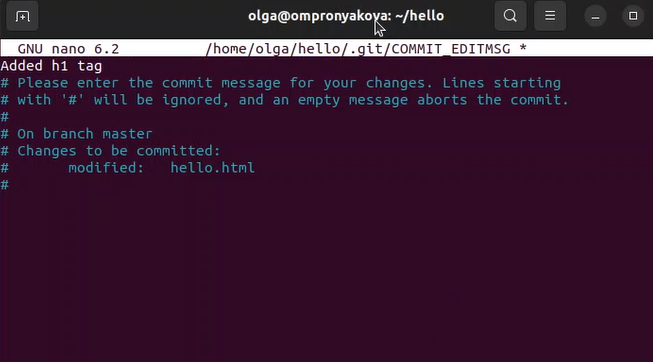 olga@ompronyakova: ~/hello
GNU nano 6.2 /home/olga/hello/.git/COMMIT_EDITMSG *
Added h1 tag
# Please enter the commit message for your changes. Lines starting
# with '#' will be ignored, and an empty message aborts the commit.
#
# On branch master
# Changes to be committed:
# modified: hello.html
#